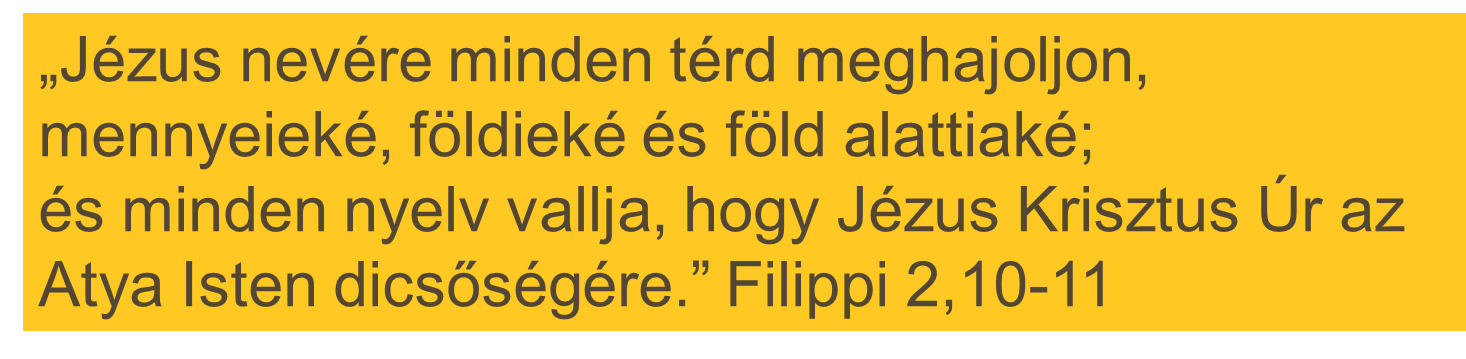 „Jézus nevére minden térd meghajoljon,
mennyeieké, földieké és föld alattiaké;
és minden nyelv vallja, hogy Jézus Krisztus Úr az
Atya Isten dicsőségére.” Filippi 2,10-11